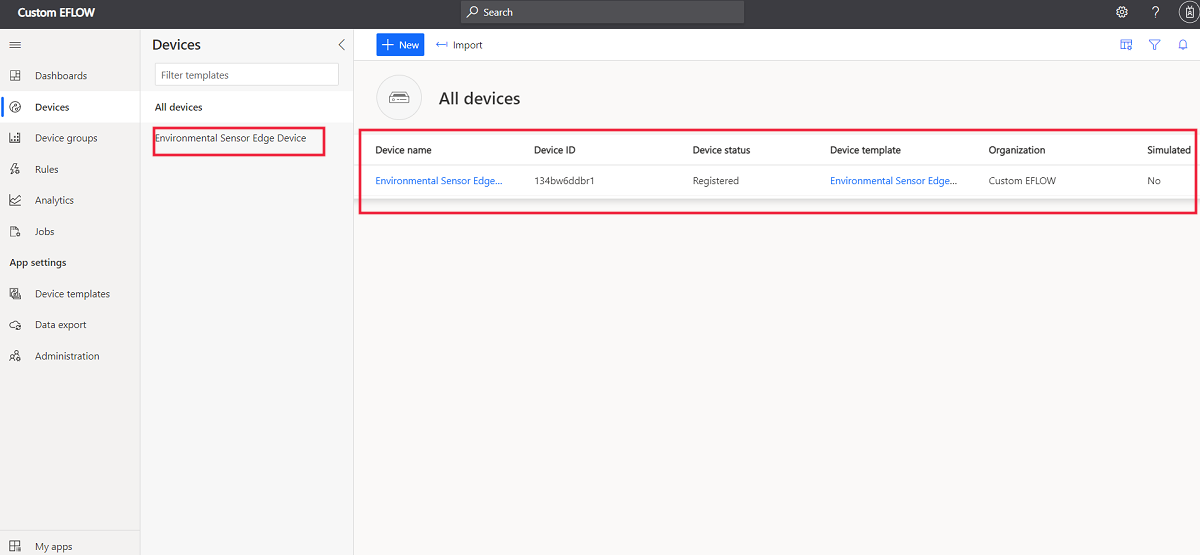 Custom EFLOW
Search
?
Dashboards
Devices
Device groups
Rules
Analytics
Jobs
App settings
Device templates
Data export
Administration
My apps
Devices
Filter templates
All devices
Environmental Sensor Edge Device
New
Import
All devices
Device name Device ID Device status Device template Organization Simulated
Environmental Sensor Edge... 134bw6ddbr1 Registered Environmental Sensor Edge... Custom EFLOW No